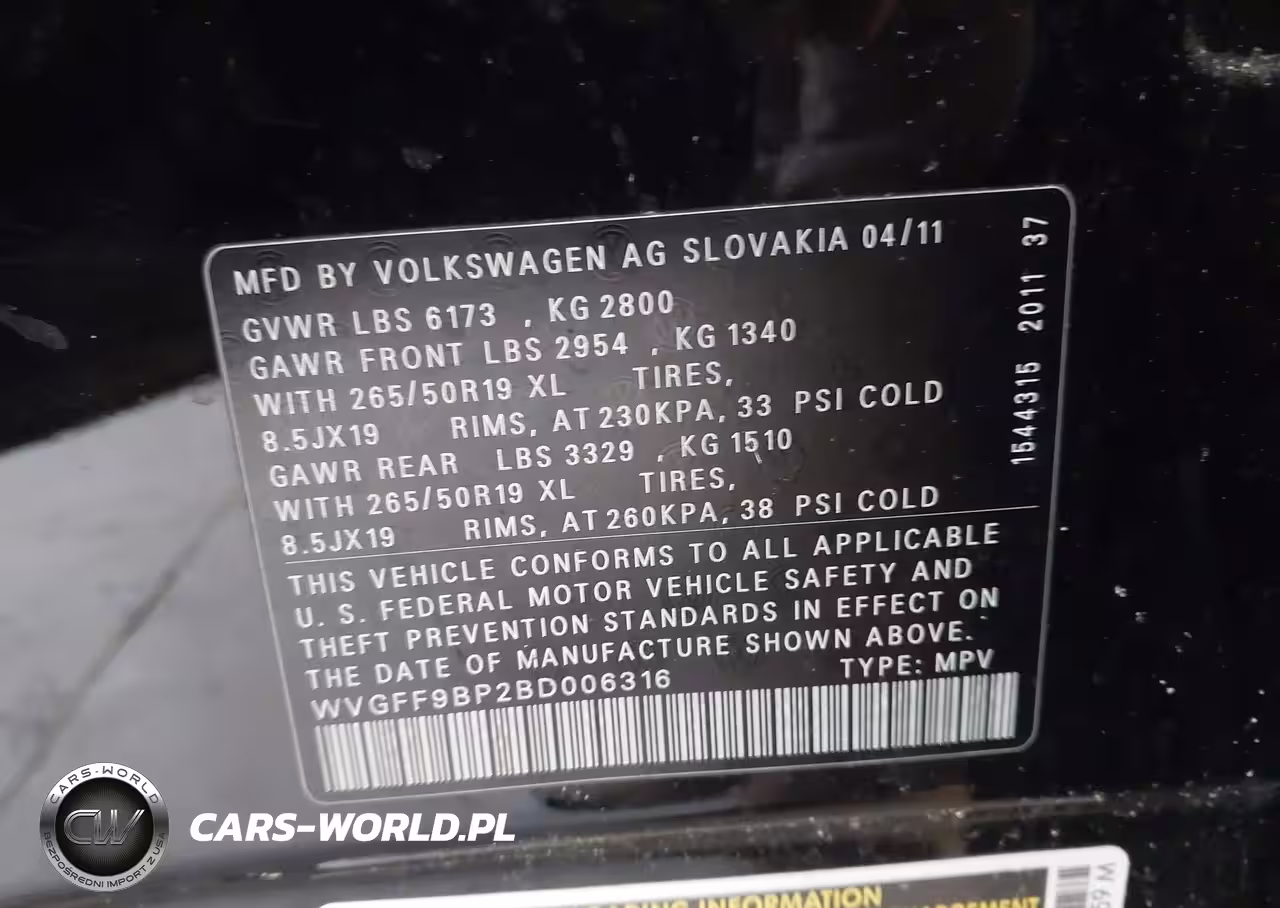 MFD BY VOLKSWAGEN AG SLOVAKIA 04/11
GVWR LBS 6173 , KG 2800
GAWR FRONT LBS 2954 , KG 1340
WITH 265/50R19 XL TIRES,
8.5JX19 RIMS, AT 230KPA, 33 PSI COLD
GAWR REAR LBS 3329 , KG 1510
WITH 265/50R19 XL TIRES,
8.5JX19 RIMS, AT 260KPA, 38 PSI COLD
THIS VEHICLE CONFORMS TO ALL APPLICABLE
U. S. FEDERAL MOTOR VEHICLE SAFETY AND
THEFT PREVENTION STANDARDS IN EFFECT ON
THE DATE OF MANUFACTURE SHOWN ABOVE.
WVGFF9BP2BD006316 TYPE: MPV
1544315 2011 37
CARS-WORLD
CW
BEZPOŚREDNI IMPORT Z USA
CARS-WORLD.PL
INFORMATION